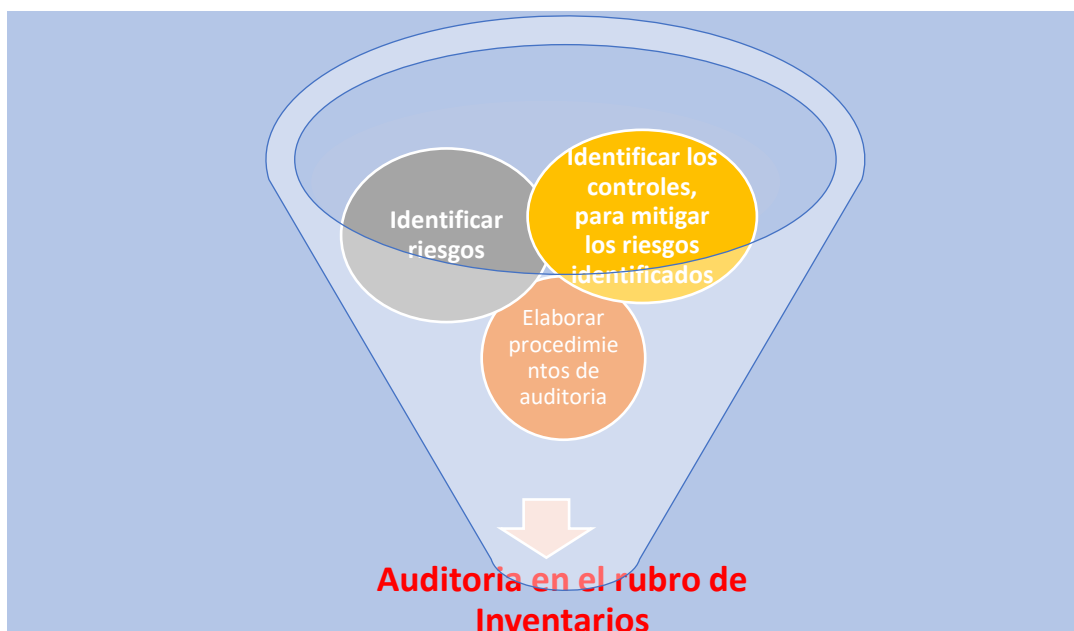 Identificar
riesgos
Identificar los
controles,
para mitigar
los riesgos
identificados
Elaborar
procedimie
ntos de
auditoria
Auditoria en el rubro de
Inventarios